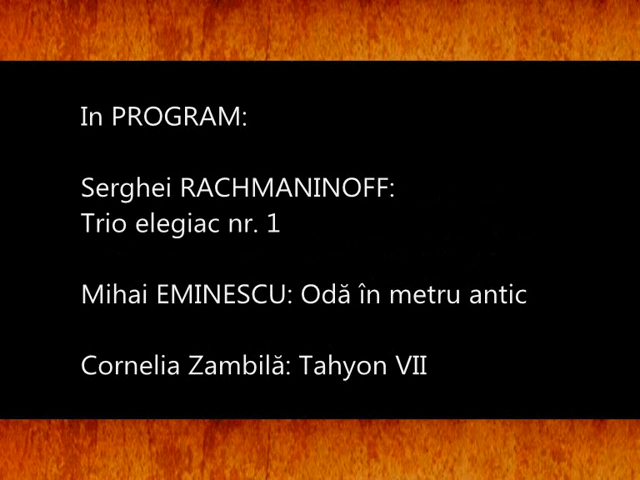 In PROGRAM:
Serghei RACHMANINOFF:
Trio elegiac nr. 1
Mihai EMINESCU: Odă în metru antic
Cornelia Zambilă: Tahyon VII